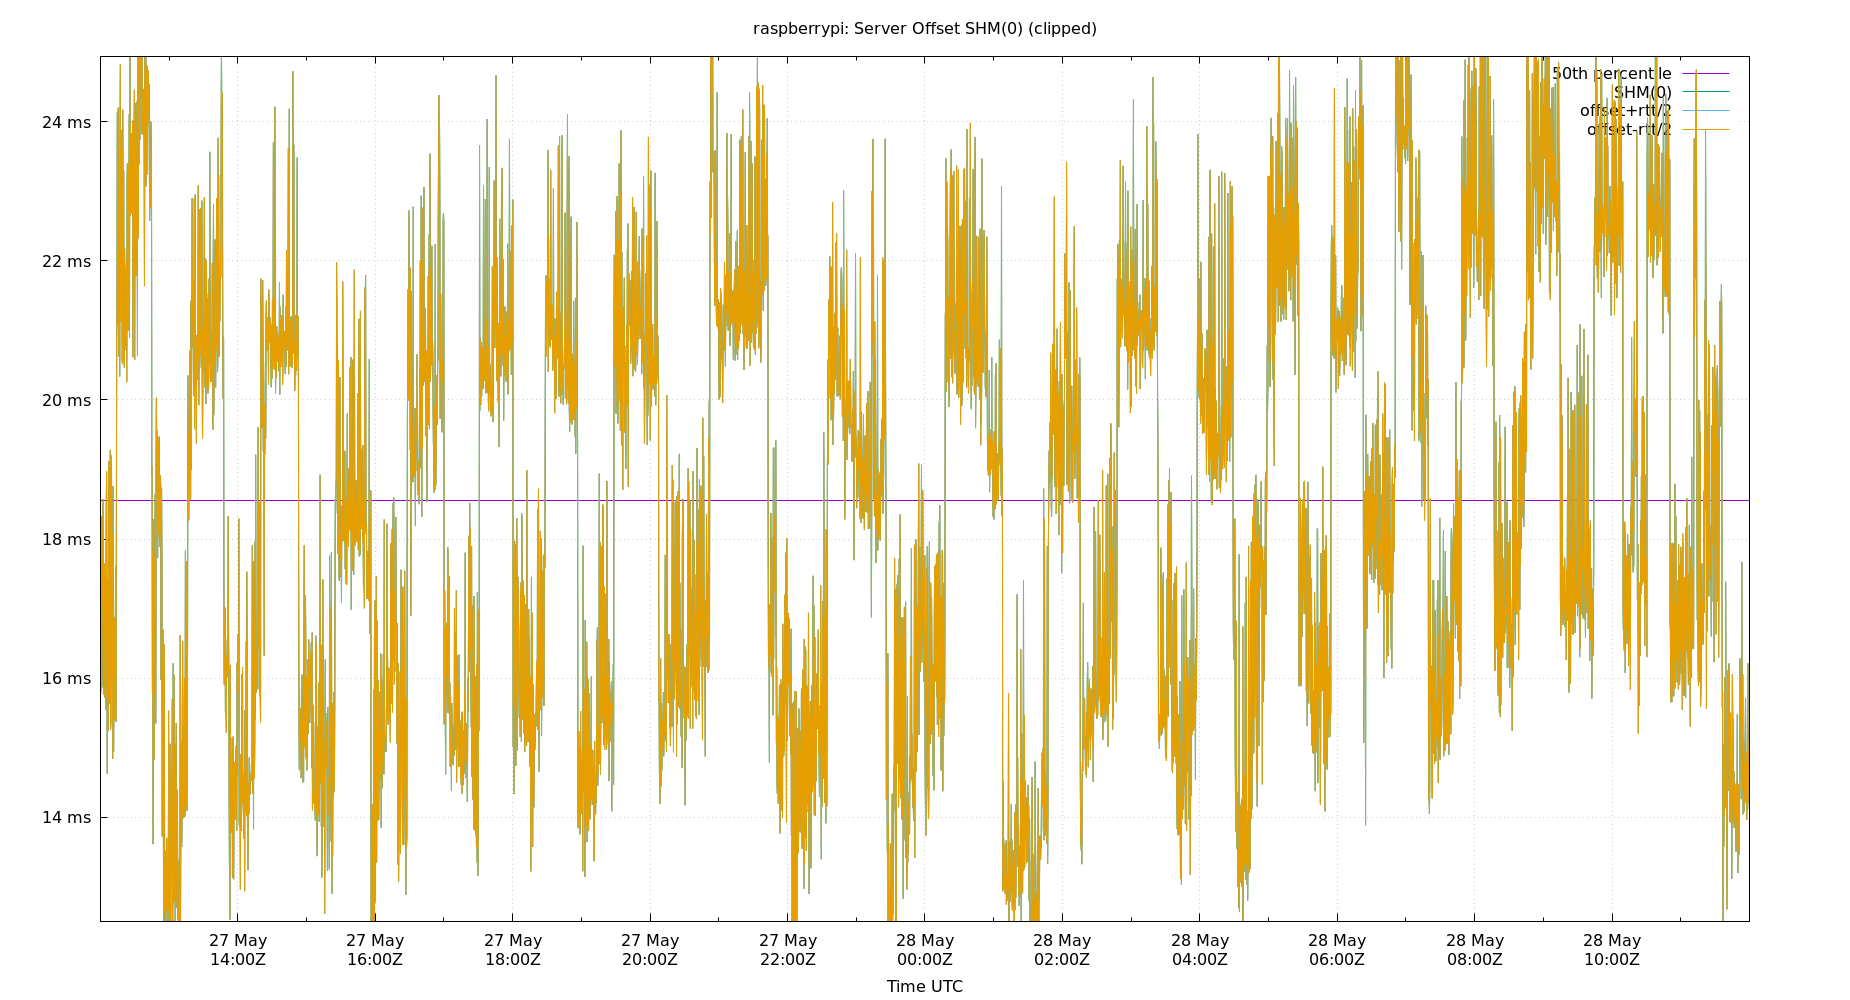 raspberrypi: Server Offset SHM(0) (clipped)
50th percentile
SHM(0)
offset+rtt/2
offset-rtt/2
24 ms
22 ms
20 ms
18 ms
16 ms
14 ms
27 May 27 May 27 May 27 May 27 May 28 May 28 May 28 May 28 May 28 May 28 May
14:00Z 16:00Z 18:00Z 20:00Z 22:00Z 00:00Z 02:00Z 04:00Z 06:00Z 08:00Z 10:00Z
Time UTC